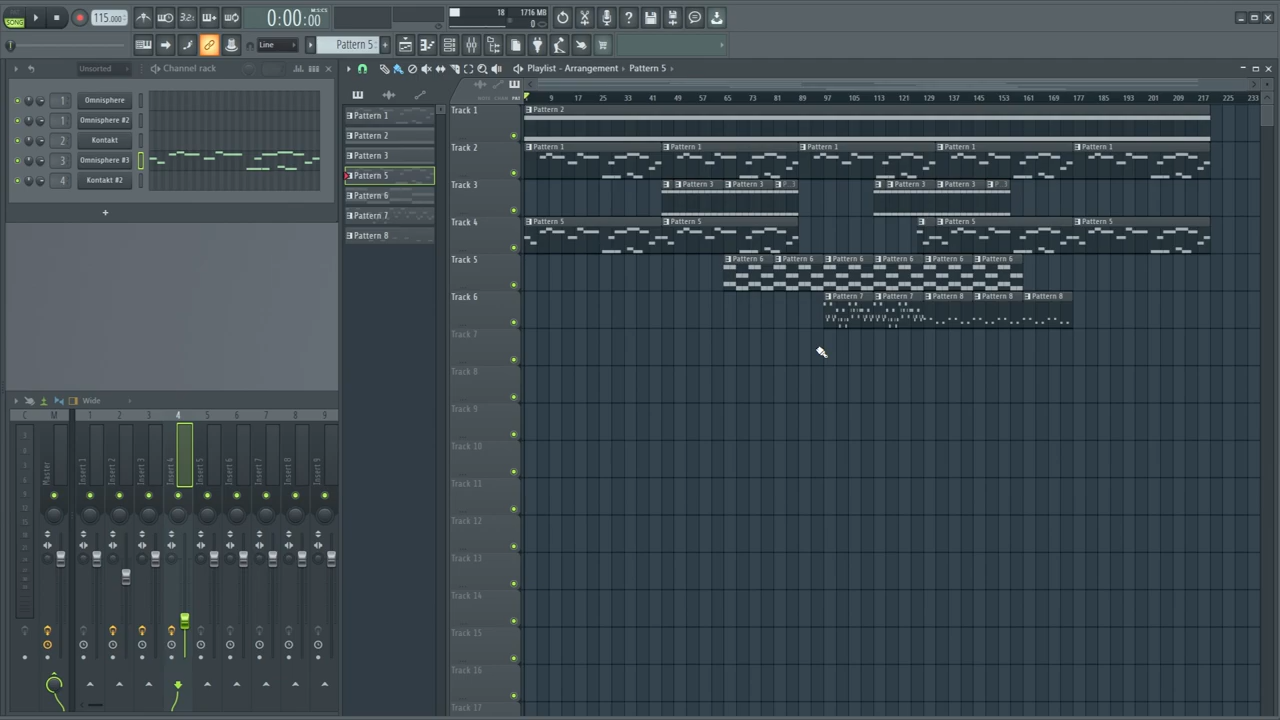 SONG
115.000
3.2:
0:00:00
M:S:CS
18
1716 MB
0
Line
Pattern 5
Unsorted
Channel rack
Playlist - Arrangement
Pattern 5
1 Omnisphere
1 Omnisphere #2
2 Kontakt
3 Omnisphere #3
4 Kontakt #2
+
Pattern 1
Pattern 2
Pattern 3
Pattern 5
Pattern 6
Pattern 7
Pattern 8
9 17 25 33 41 49 57 65 73 81 89 97 105 113 121 129 137 145 153 161 169 177 185 193 201 209 217 225 233
Track 1
Pattern 2
Track 2
Pattern 1 Pattern 1 Pattern 1 Pattern 1 Pattern 1
Track 3
Pattern 3 Pattern 3 P..3 Pattern 3 Pattern 3 P..3
Track 4
Pattern 5 Pattern 5 Pattern 5 Pattern 5
Track 5
Pattern 6 Pattern 6 Pattern 6 Pattern 6 Pattern 6 Pattern 6
Track 6
Pattern 7 Pattern 7 Pattern 8 Pattern 8 Pattern 8
Track 7
Track 8
Track 9
Track 10
Track 11
Track 12
Track 13
Track 14
Track 15
Track 16
Track 17
Wide
C M 1 2 3 4 5 6 7 8 9
Master
Insert 1
Insert 2
Insert 3
Insert 4
Insert 5
Insert 6
Insert 7
Insert 8
Insert 9